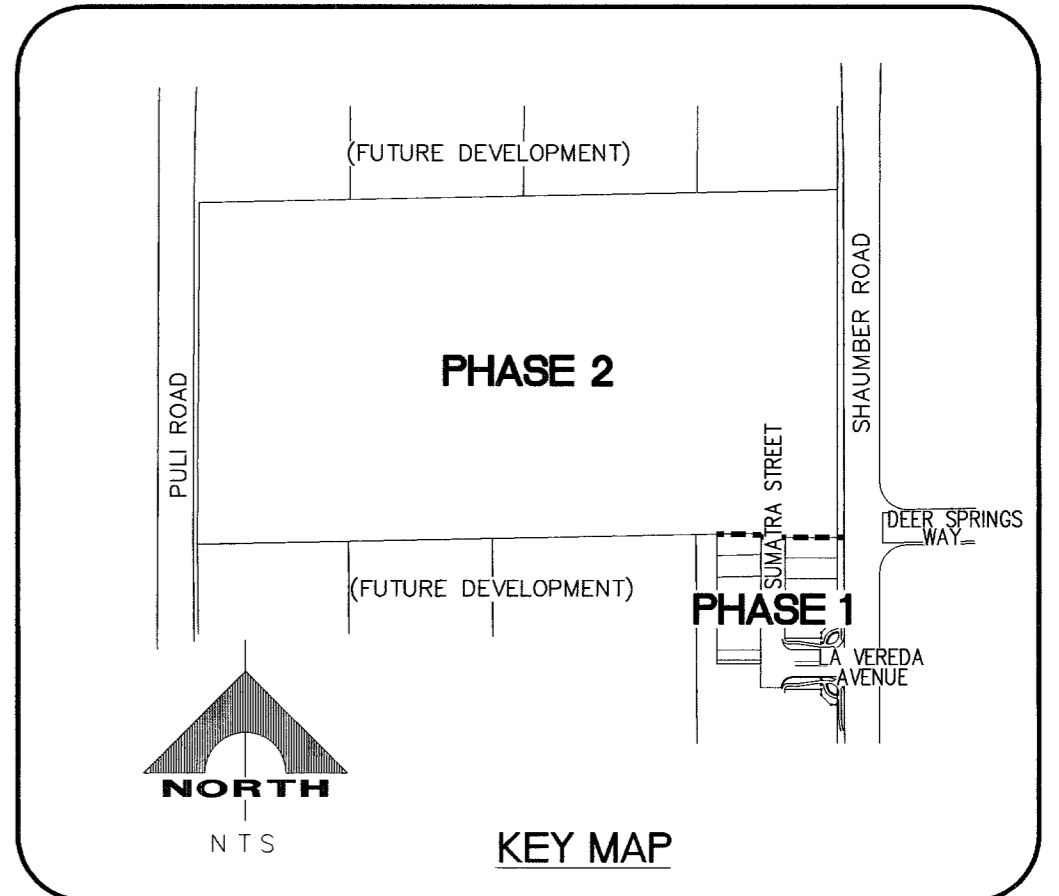 (FUTURE DEVELOPMENT)
SHAUMBER ROAD
PHASE 2
PULI ROAD
SUMATRA STREET
DEER SPRINGS
WAY
(FUTURE DEVELOPMENT)
PHASE 1
LA VEREDA
AVENUE
NORTH
NTS
KEY MAP